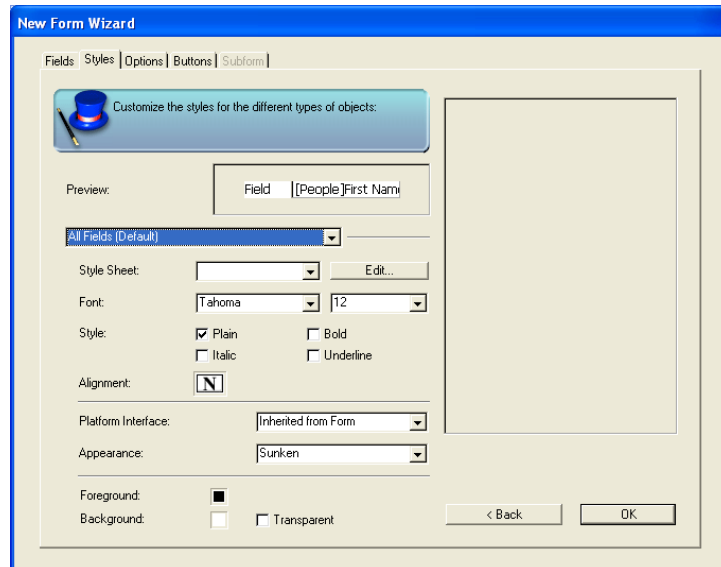 New Form Wizard
Fields Styles Options Buttons Subform
Customize the styles for the different types of objects:
Preview: Field [People]First Nam
All Fields (Default)
Style Sheet: Edit...
Font: Tahoma 12
Style: Plain Bold
Italic Underline
Alignment: N
Platform Interface: Inherited from Form
Appearance: Sunken
Foreground:
Background: Transparent
< Back OK